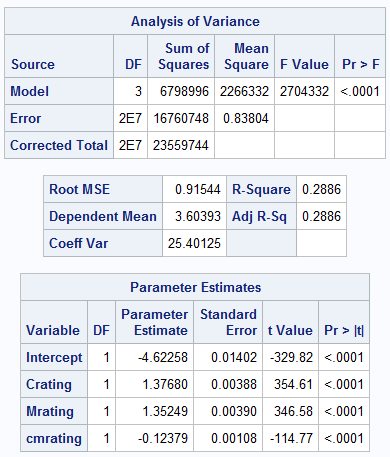 Analysis of Variance
Source DF Sum of Squares Mean Square F Value Pr > F
Model 3 6798996 2266332 2704332 <.0001
Error 2E7 16760748 0.83804
Corrected Total 2E7 23559744
Root MSE 0.91544 R-Square 0.2886
Dependent Mean 3.60393 Adj R-Sq 0.2886
Coeff Var 25.40125
Parameter Estimates
Variable DF Parameter Estimate Standard Error t Value Pr > |t|
Intercept 1 -4.62258 0.01402 -329.82 <.0001
Crating 1 1.37680 0.00388 354.61 <.0001
Mrating 1 1.35249 0.00390 346.58 <.0001
cmrating 1 -0.12379 0.00108 -114.77 <.0001